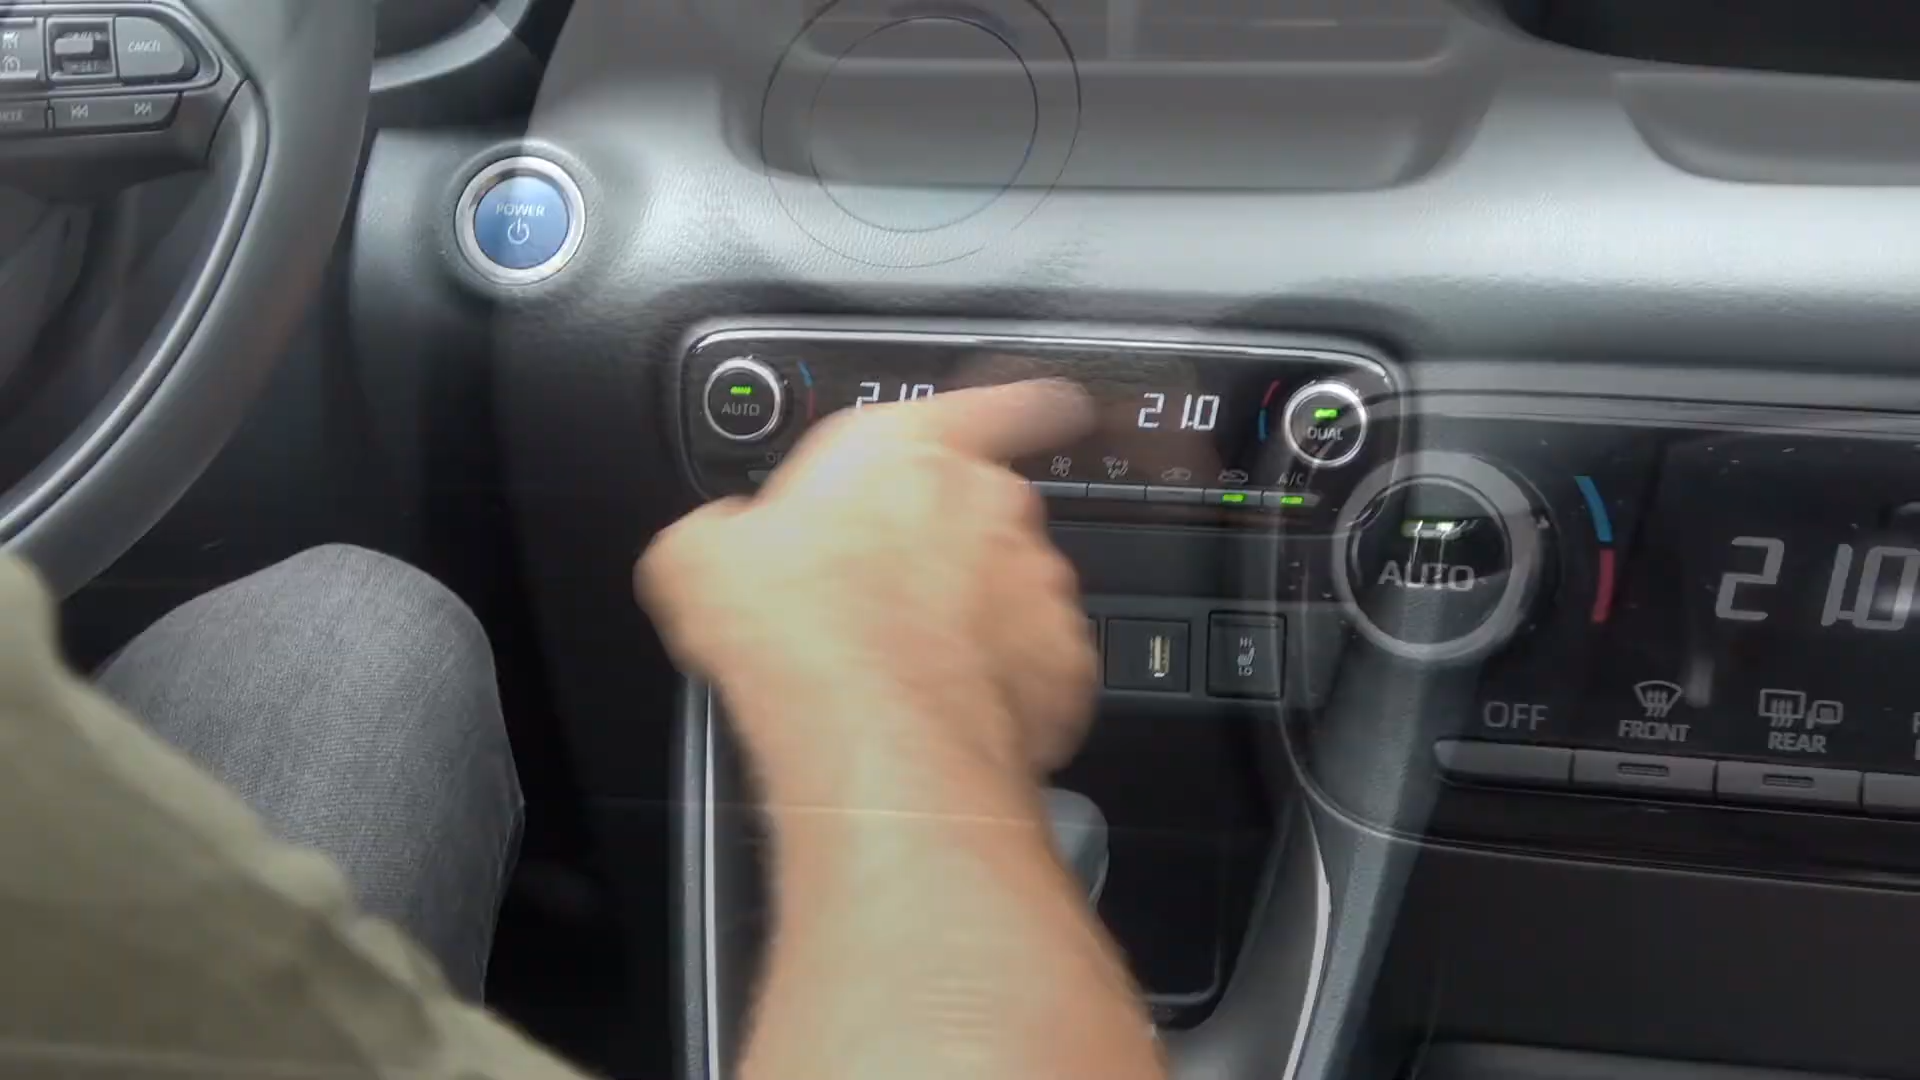 CANCEL
POWER
AUTO
21.0
DUAL
A/C
HI
LO
AUTO
21.0
OFF
FRONT
REAR